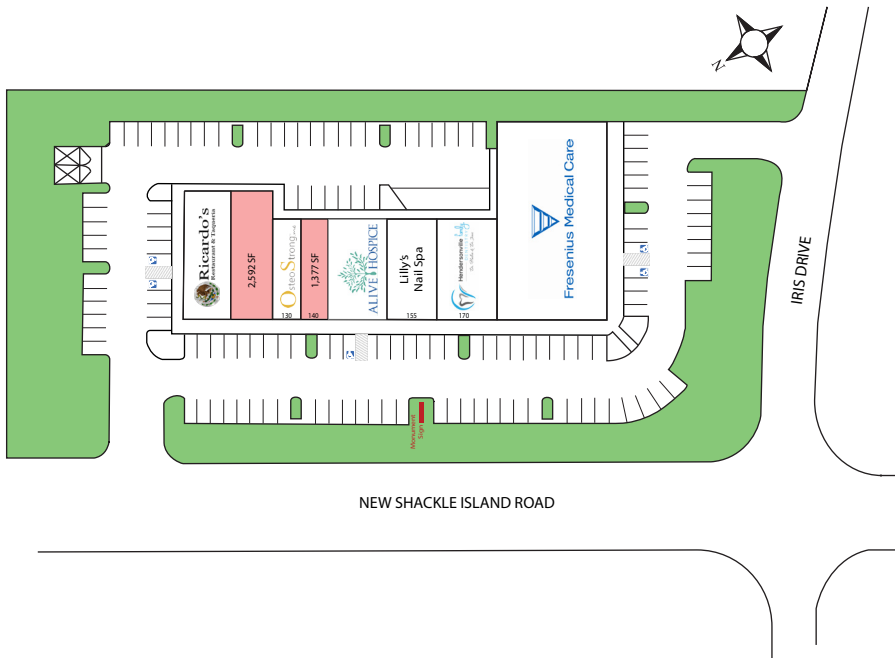 N
Ricardo's
Restaurant & Taqueria
2,592 SF
OsteoStrong
130
1,377 SF
140
ALIVE HOSPICE
Lilly's
Nail Spa
155
Hendersonville
170
Fresenius Medical Care
IRIS DRIVE
Monument
Sign
NEW SHACKLE ISLAND ROAD